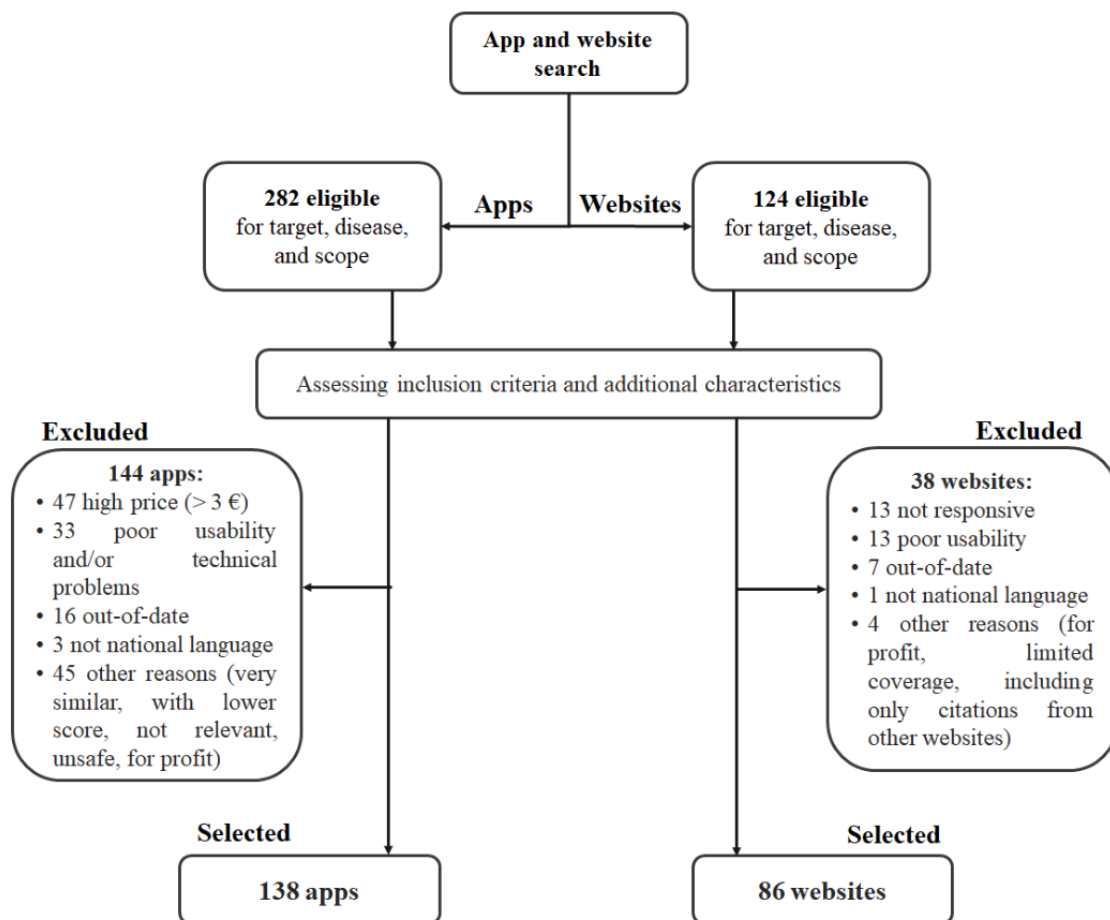 App and website
search
282 eligible
for target, disease,
and scope
Apps
Websites
124 eligible
for target, disease,
and scope
Assessing inclusion criteria and additional characteristics
Excluded
144 apps:
• 47 high price (> 3 €)
• 33 poor usability
and/or technical
problems
• 16 out-of-date
• 3 not national language
• 45 other reasons (very
similar, with lower
score, not relevant,
unsafe, for profit)
Excluded
38 websites:
• 13 not responsive
• 13 poor usability
• 7 out-of-date
• 1 not national language
• 4 other reasons (for
profit, limited
coverage, including
only citations from
other websites)
Selected
138 apps
Selected
86 websites